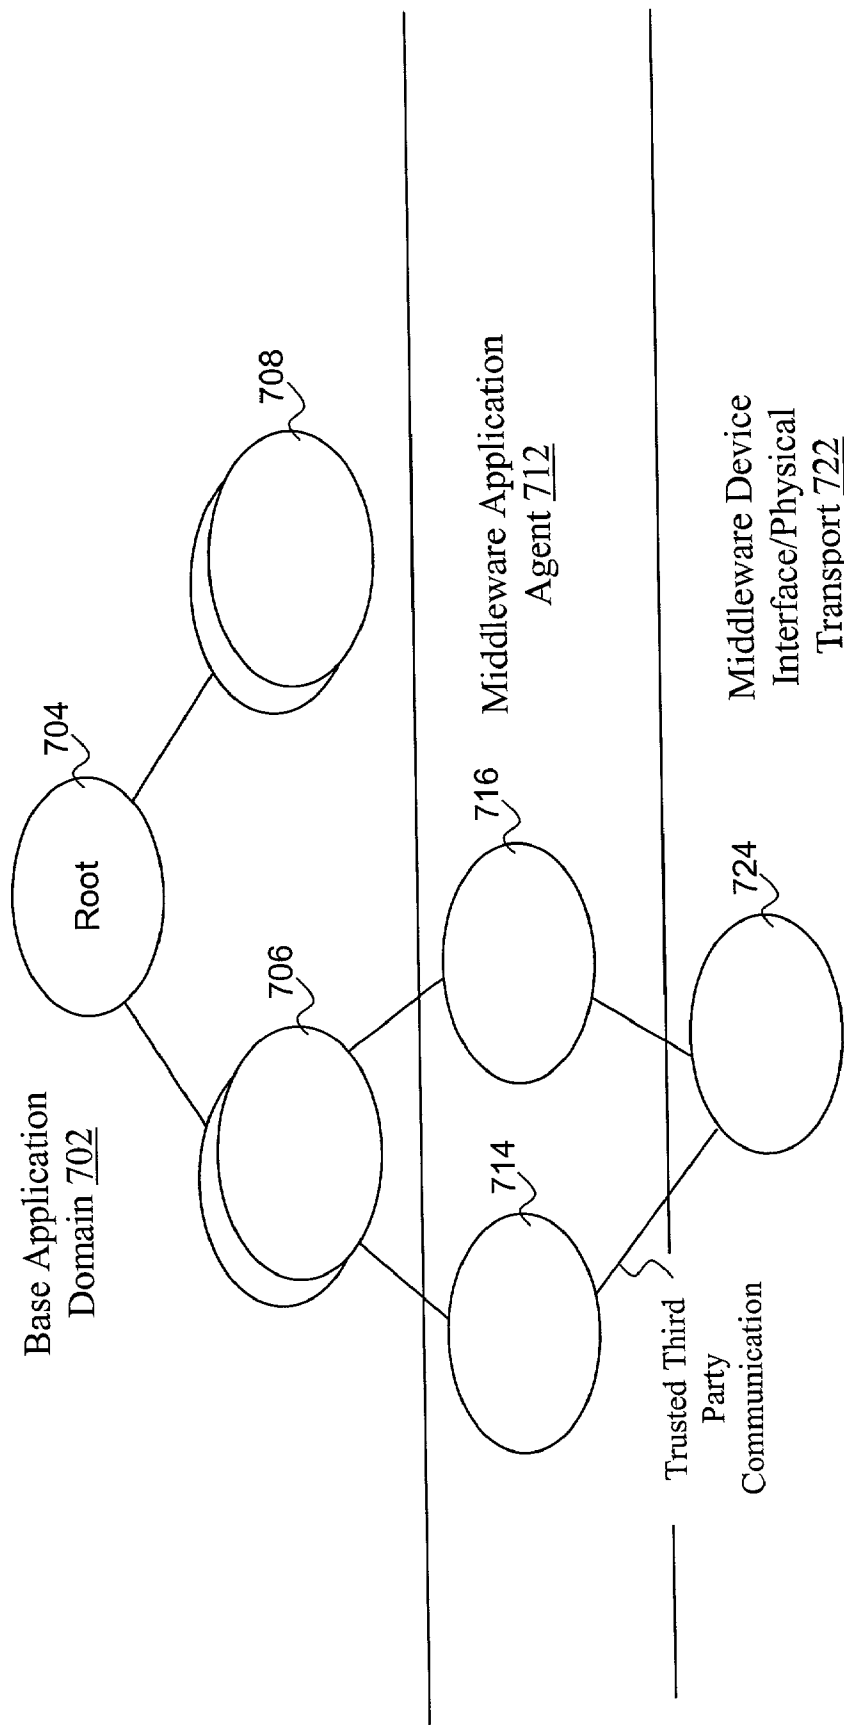 Base Application
Domain 702
704
Root
706
708
Middleware Application
Agent 712
714
716
Trusted Third
Party
Communication
Middleware Device
Interface/Physical
Transport 722
724